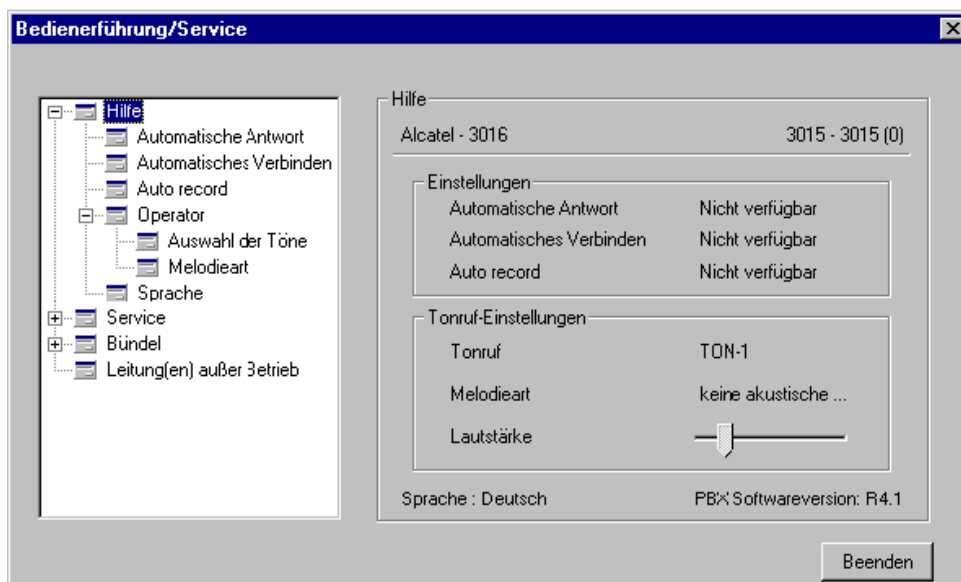 Bedienerführung/Service
Hilfe
Automatische Antwort
Automatisches Verbinden
Auto record
Operator
Auswahl der Töne
Melodieart
Sprache
Service
Bündel
Leitung(en) außer Betrieb
Hilfe
Alcatel - 3016 3015 - 3015 (0)
Einstellungen
Automatische Antwort Nicht verfügbar
Automatisches Verbinden Nicht verfügbar
Auto record Nicht verfügbar
Tonruf-Einstellungen
Tonruf TON-1
Melodieart keine akustische ...
Lautstärke
Sprache : Deutsch PBX Softwareversion: R4.1
Beenden